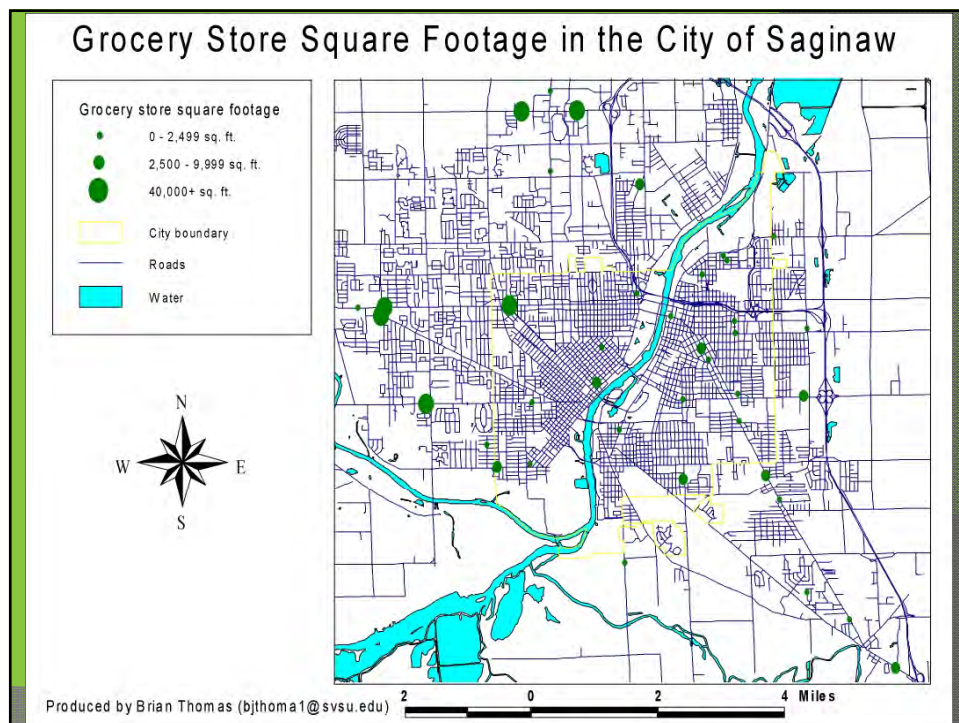 Grocery Store Square Footage in the City of Saginaw
Grocery store square footage
0 - 2,499 sq. ft.
2,500 - 9,999 sq. ft.
40,000+ sq. ft.
City boundary
Roads
Water
N
W E
S
Produced by Brian Thomas (bjthoma1@svsu.edu)
2 0 2 4 Miles